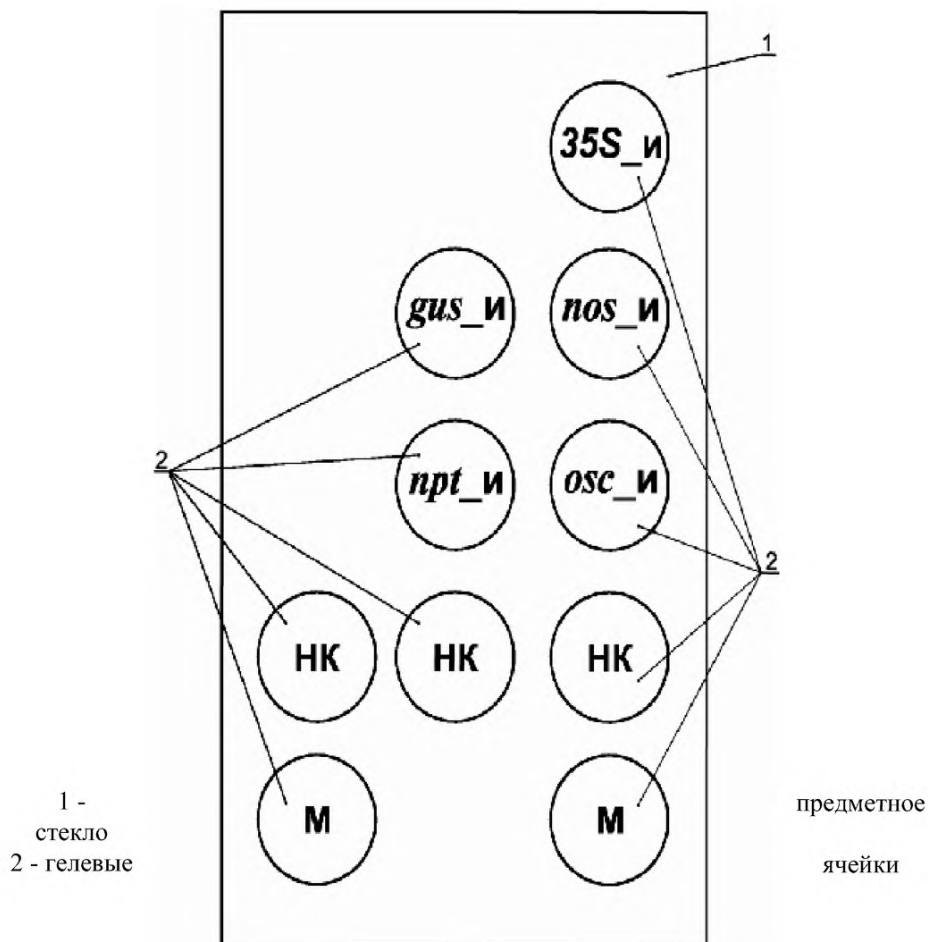 1
35S_и
gus_и nos_и
2
npt_и osc_и
2
НК НК НК
М М
1 - предметное
стекло
2 - гелевые ячейки